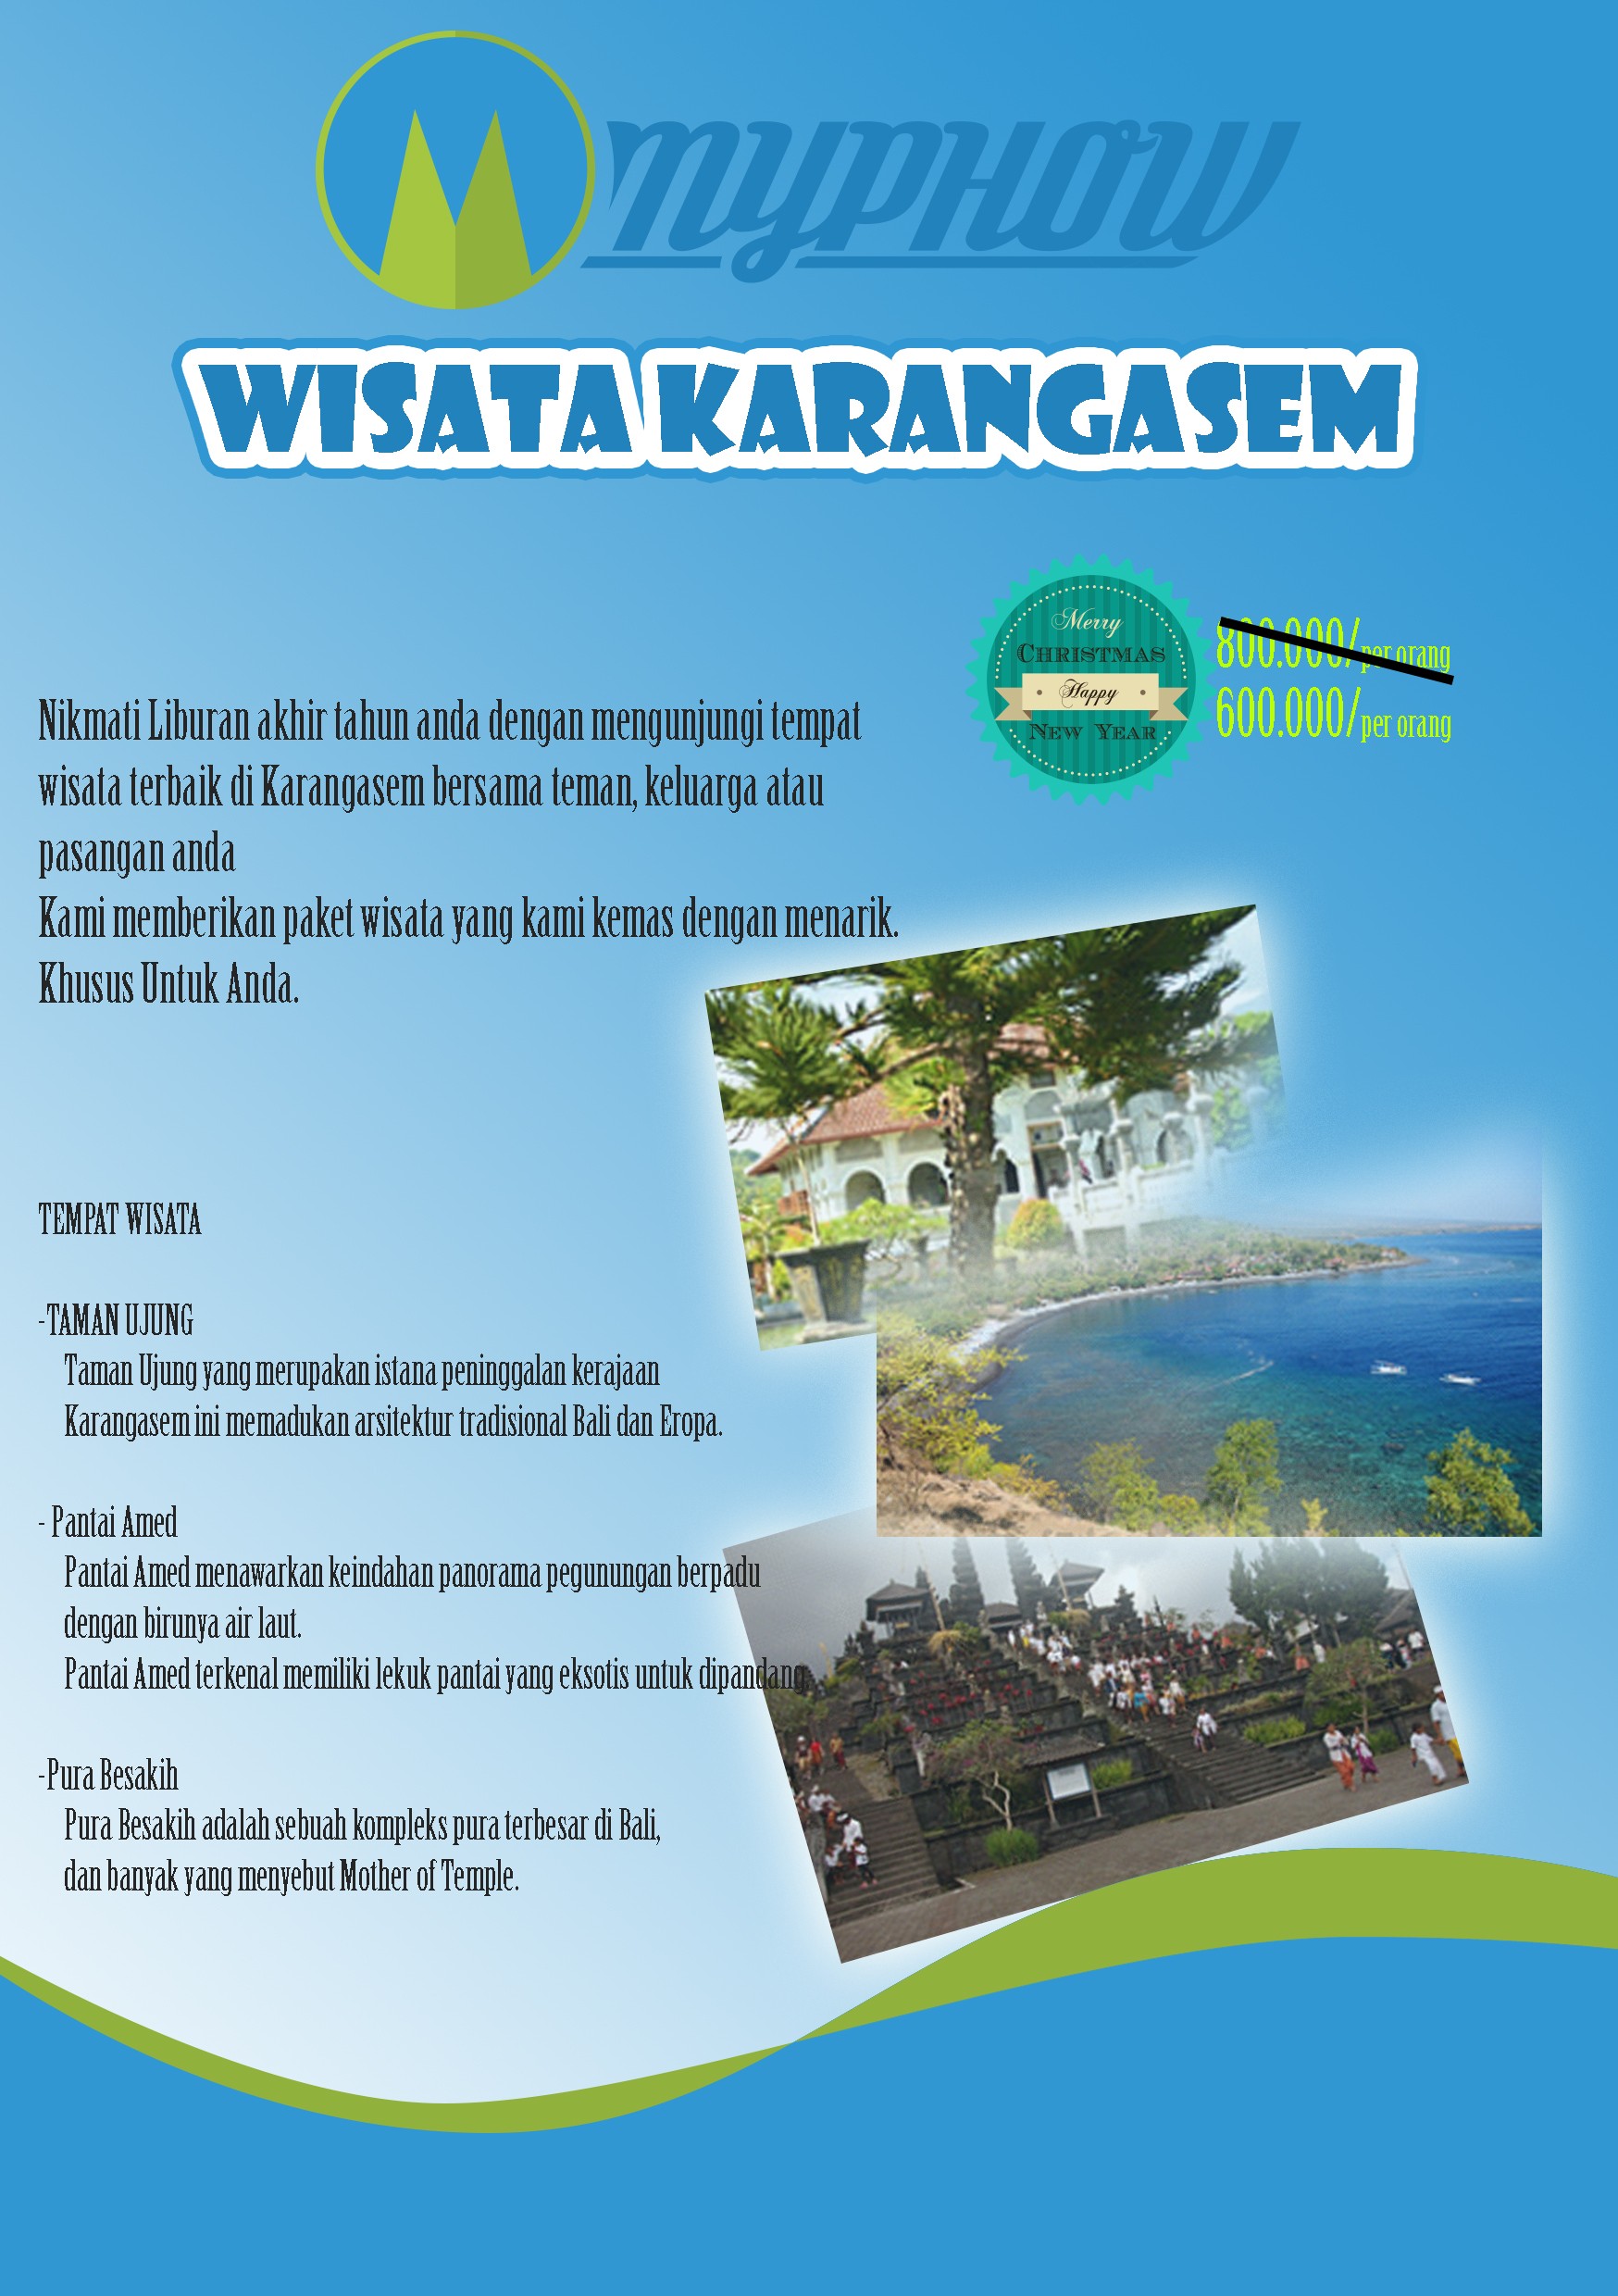 MYPHOW
WISATA KARANGASEM
Merry
CHRISTMAS
Happy
NEW YEAR
800.000/per orang
600.000/per orang
Nikmati Liburan akhir tahun anda dengan mengunjungi tempat
wisata terbaik di Karangasem bersama teman, keluarga atau
pasangan anda
Kami memberikan paket wisata yang kami kemas dengan menarik.
Khusus Untuk Anda.
TEMPAT WISATA
-TAMAN UJUNG
Taman Ujung yang merupakan istana peninggalan kerajaan
Karangasem ini memadukan arsitektur tradisional Bali dan Eropa.
- Pantai Amed
Pantai Amed menawarkan keindahan panorama pegunungan berpadu
dengan birunya air laut.
Pantai Amed terkenal memiliki lekuk pantai yang eksotis untuk dipandang.
-Pura Besakih
Pura Besakih adalah sebuah kompleks pura terbesar di Bali,
dan banyak yang menyebut Mother of Temple.